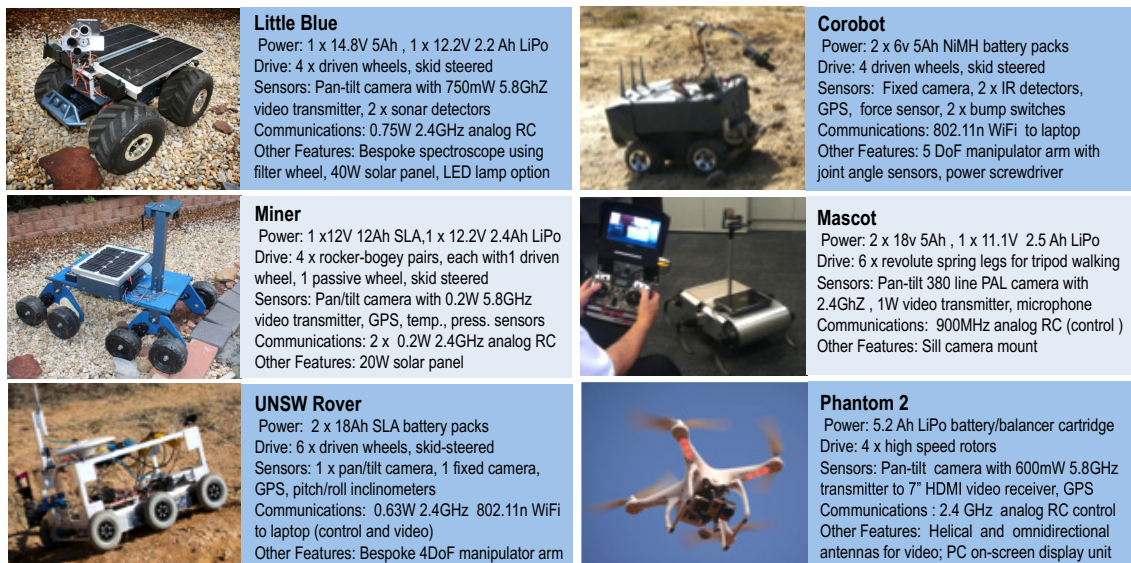 Little Blue
Power: 1 x 14.8V 5Ah , 1 x 12.2V 2.2 Ah LiPo
Drive: 4 x driven wheels, skid steered
Sensors: Pan-tilt camera with 750mW 5.8GhZ
video transmitter, 2 x sonar detectors
Communications: 0.75W 2.4GHz analog RC
Other Features: Bespoke spectroscope using
filter wheel, 40W solar panel, LED lamp option
Corobot
Power: 2 x 6v 5Ah NiMH battery packs
Drive: 4 driven wheels, skid steered
Sensors: Fixed camera, 2 x IR detectors,
GPS, force sensor, 2 x bump switches
Communications: 802.11n WiFi to laptop
Other Features: 5 DoF manipulator arm with
joint angle sensors, power screwdriver
Miner
Power: 1 x12V 12Ah SLA,1 x 12.2V 2.4Ah LiPo
Drive: 4 x rocker-bogey pairs, each with1 driven
wheel, 1 passive wheel, skid steered
Sensors: Pan/tilt camera with 0.2W 5.8GHz
video transmitter, GPS, temp., press. sensors
Communications: 2 x 0.2W 2.4GHz analog RC
Other Features: 20W solar panel
Mascot
Power: 2 x 18v 5Ah , 1 x 11.1V 2.5 Ah LiPo
Drive: 6 x revolute spring legs for tripod walking
Sensors: Pan-tilt 380 line PAL camera with
2.4GhZ , 1W video transmitter, microphone
Communications: 900MHz analog RC (control )
Other Features: Sill camera mount
UNSW Rover
Power: 2 x 18Ah SLA battery packs
Drive: 6 x driven wheels, skid-steered
Sensors: 1 x pan/tilt camera, 1 fixed camera,
GPS, pitch/roll inclinometers
Communications: 0.63W 2.4GHz 802.11n WiFi
to laptop (control and video)
Other Features: Bespoke 4DoF manipulator arm
Phantom 2
Power: 5.2 Ah LiPo battery/balancer cartridge
Drive: 4 x high speed rotors
Sensors: Pan-tilt camera with 600mW 5.8GHz
transmitter to 7” HDMI video receiver, GPS
Communications : 2.4 GHz analog RC control
Other Features: Helical and omnidirectional
antennas for video; PC on-screen display unit